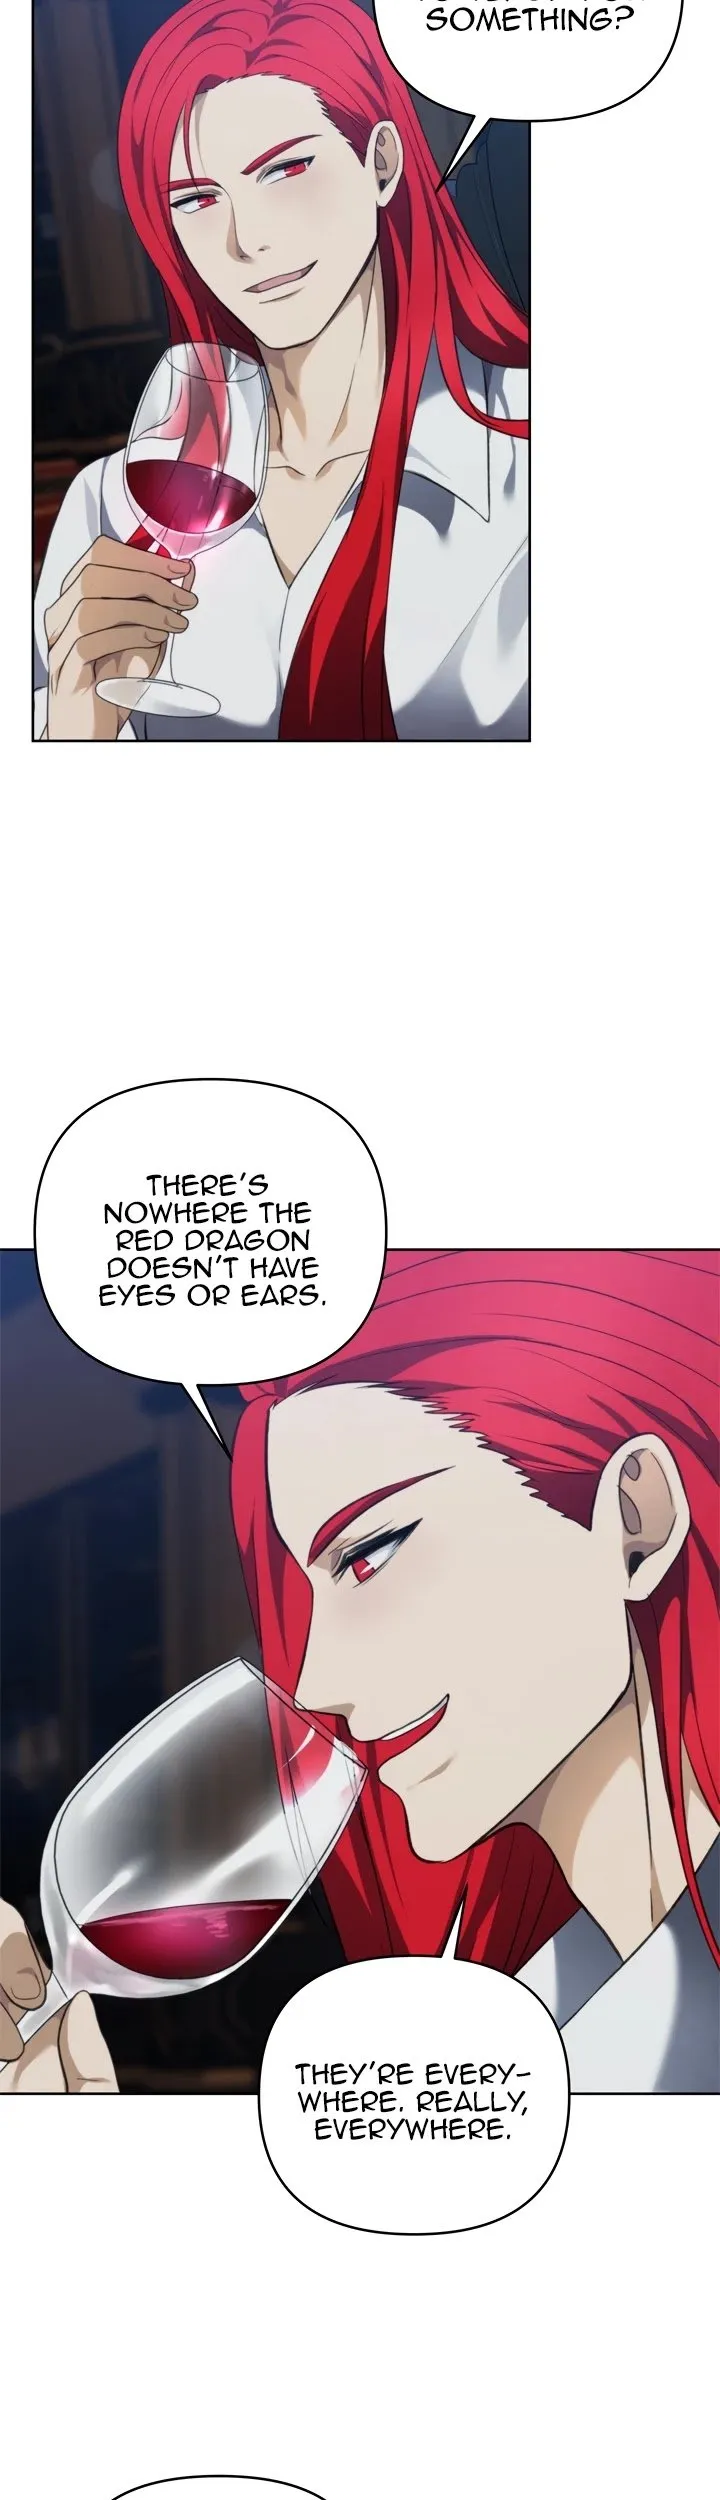 SOMETHING?
THERE'S
NOWHERE THE
RED DRAGON
DOESN'T HAVE
EYES OR EARS.
THEY'RE EVERY-
WHERE. REALLY,
EVERYWHERE.